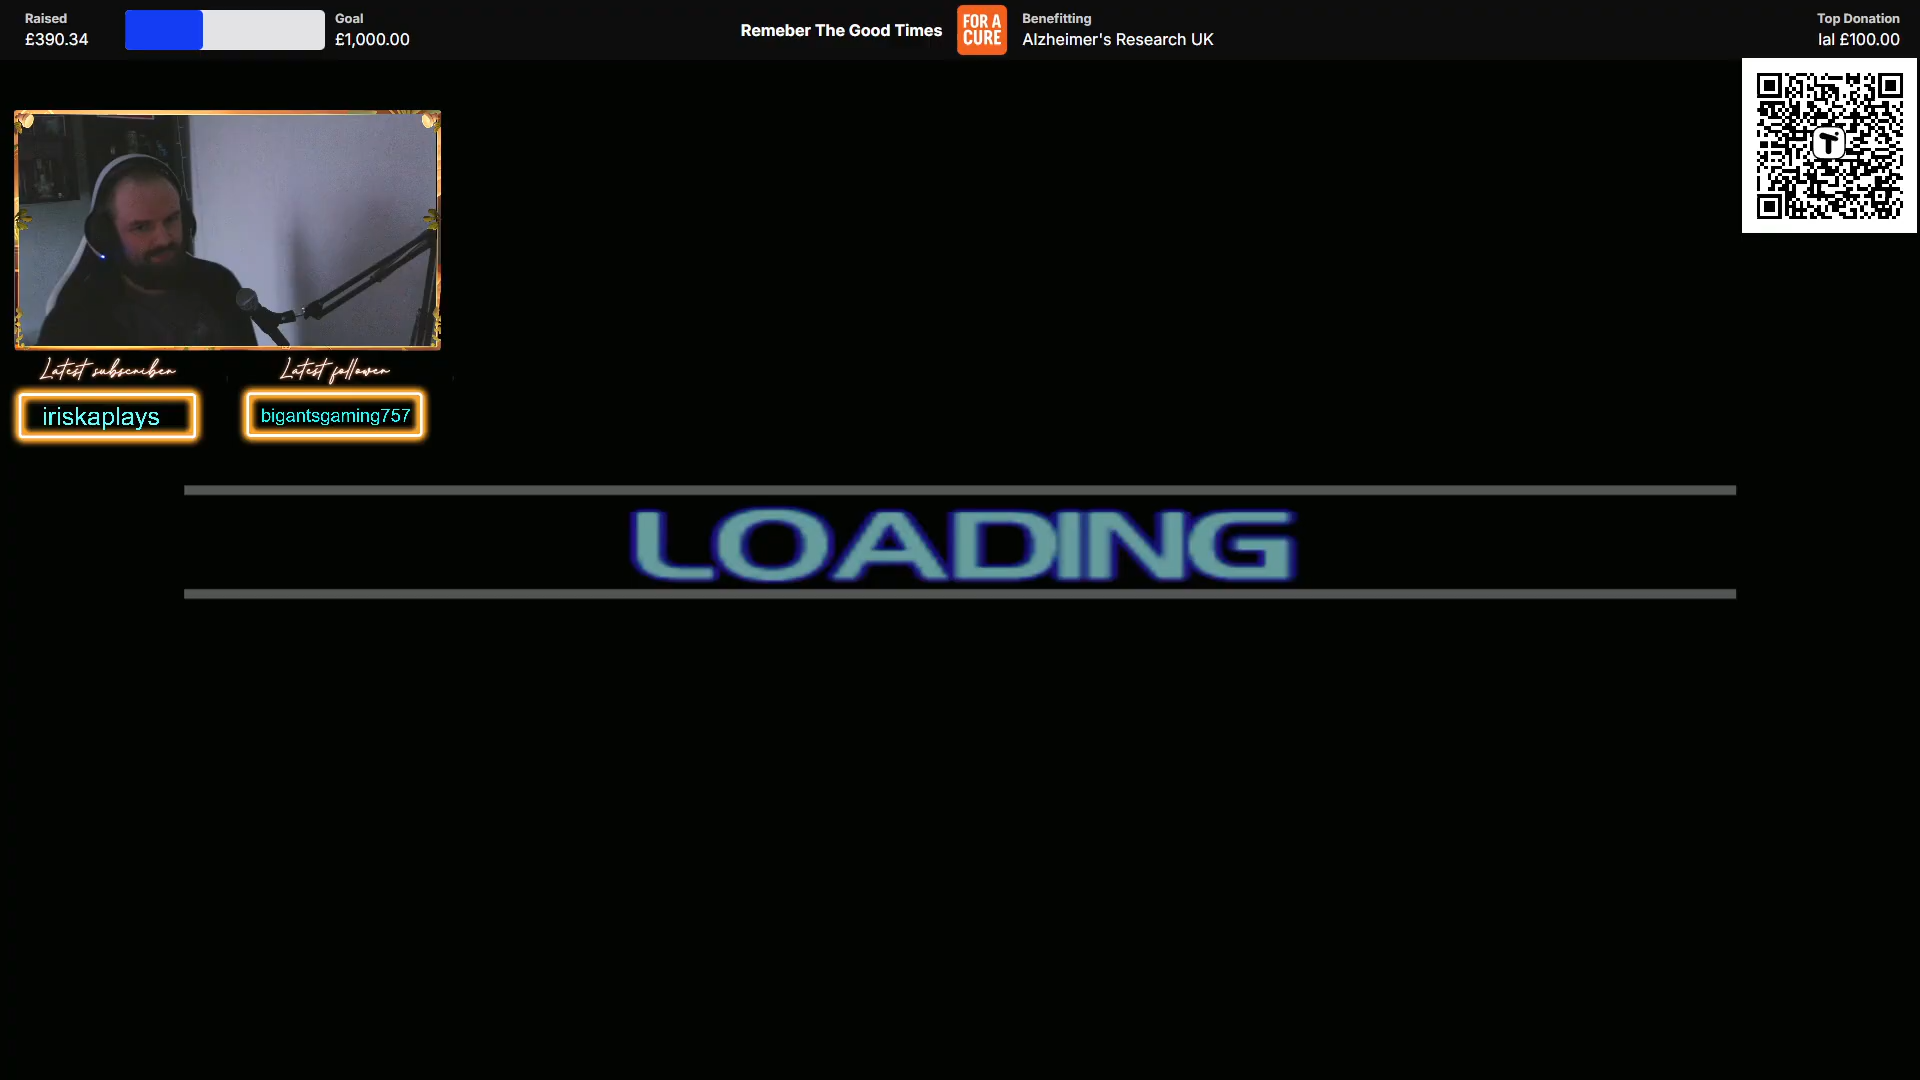 Raised
£390.34
Goal
£1,000.00
Remeber The Good Times
FOR A
CURE
Benefitting
Alzheimer's Research UK
Top Donation
lal £100.00
T
Latest subscriber
Latest follower
iriskaplays
bigantsgaming757
LOADING